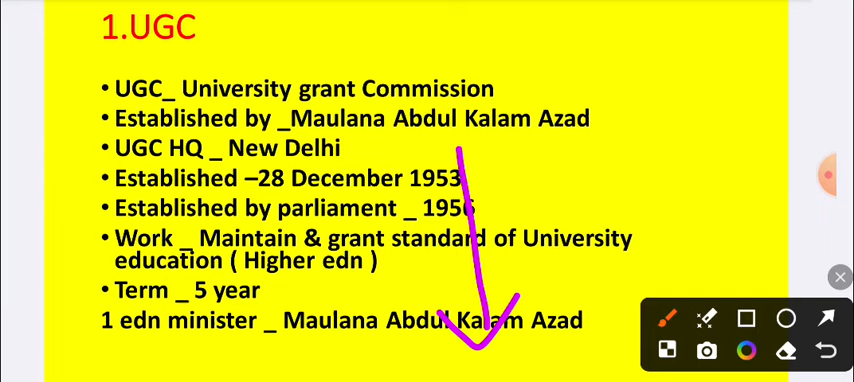 1.UGC
• UGC_ University grant Commission
• Established by _Maulana Abdul Kalam Azad
• UGC HQ _ New Delhi
• Established –28 December 1953
• Established by parliament _ 1956
• Work _ Maintain & grant standard of University
education ( Higher edn )
• Term _ 5 year
1 edn minister _ Maulana Abdul Kalam Azad